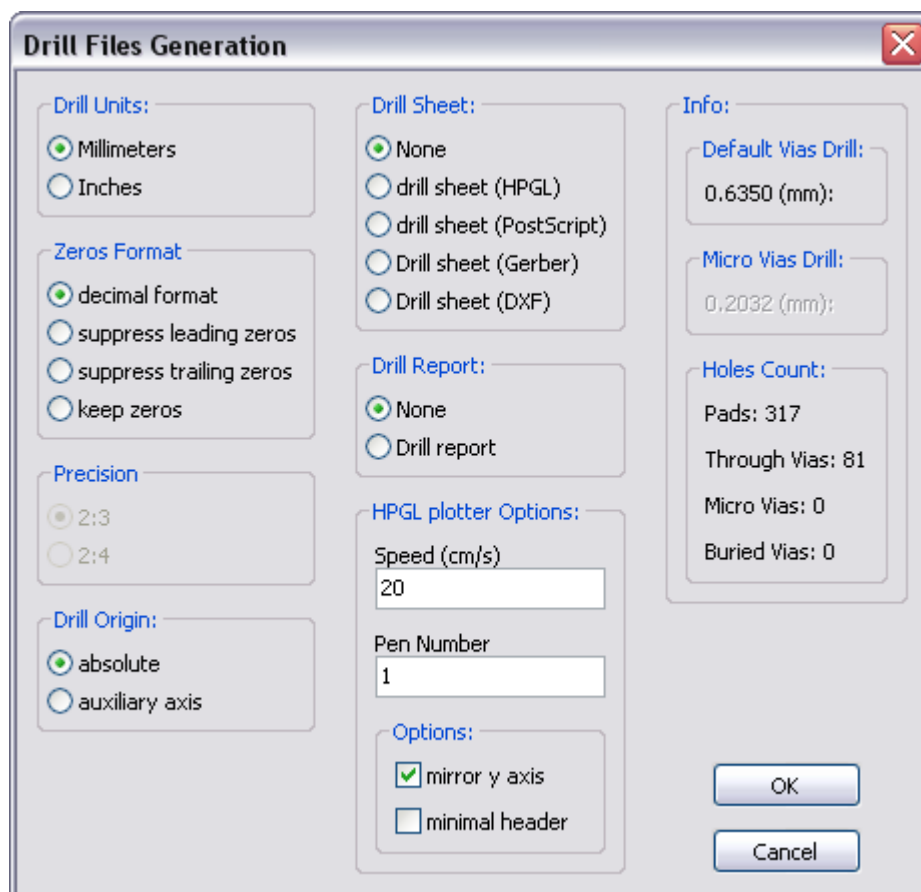 Drill Files Generation
Drill Units:
Millimeters
Inches
Zeros Format
decimal format
suppress leading zeros
suppress trailing zeros
keep zeros
Precision
2:3
2:4
Drill Origin:
absolute
auxiliary axis
Drill Sheet:
None
drill sheet (HPGL)
drill sheet (PostScript)
Drill sheet (Gerber)
Drill sheet (DXF)
Drill Report:
None
Drill report
HPGL plotter Options:
Speed (cm/s)
20
Pen Number
1
Options:
mirror y axis
minimal header
Info:
Default Vias Drill:
0.6350 (mm):
Micro Vias Drill:
0.2032 (mm):
Holes Count:
Pads: 317
Through Vias: 81
Micro Vias: 0
Buried Vias: 0
OK
Cancel